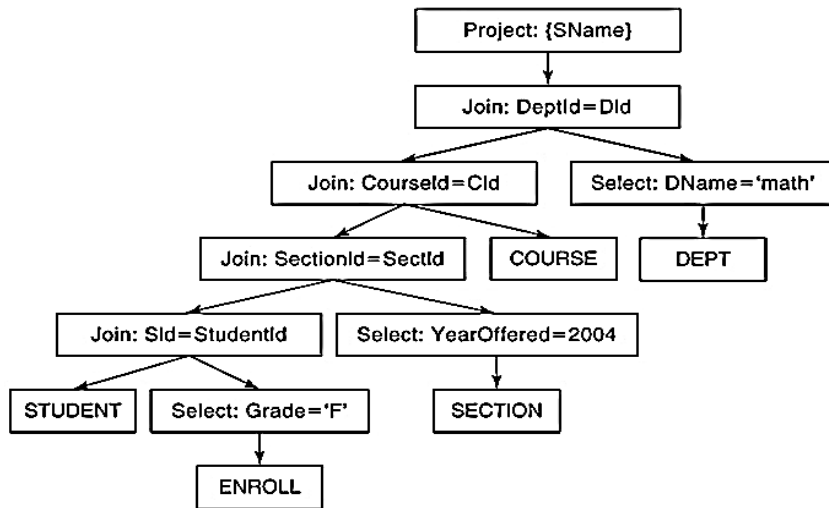 Project: {SName}
Join: DeptId=DId
Join: CourseId=CId
Select: DName=‘math’
Join: SectionId=SectId
COURSE
DEPT
Join: SId=StudentId
Select: YearOffered=2004
STUDENT
Select: Grade=‘F’
SECTION
ENROLL